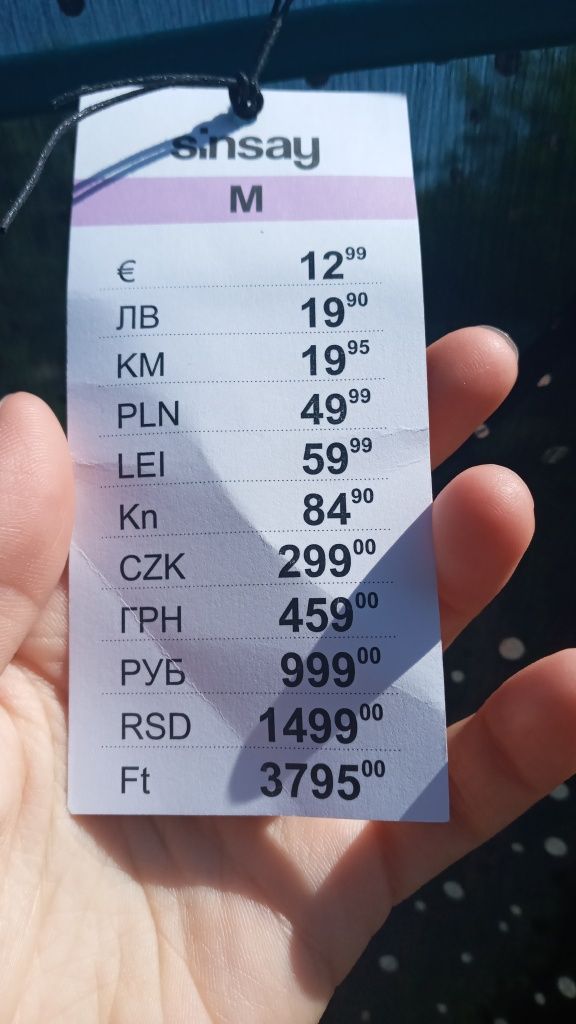 sinsay
M
€ 12⁹⁹
ЛВ 19⁹⁰
KM 19⁹⁵
PLN 49⁹⁹
LEI 59⁹⁹
Kn 84⁹⁰
CZK 299⁰⁰
ГРН 459⁰⁰
РУБ 999⁰⁰
RSD 1499⁰⁰
Ft 3795⁰⁰